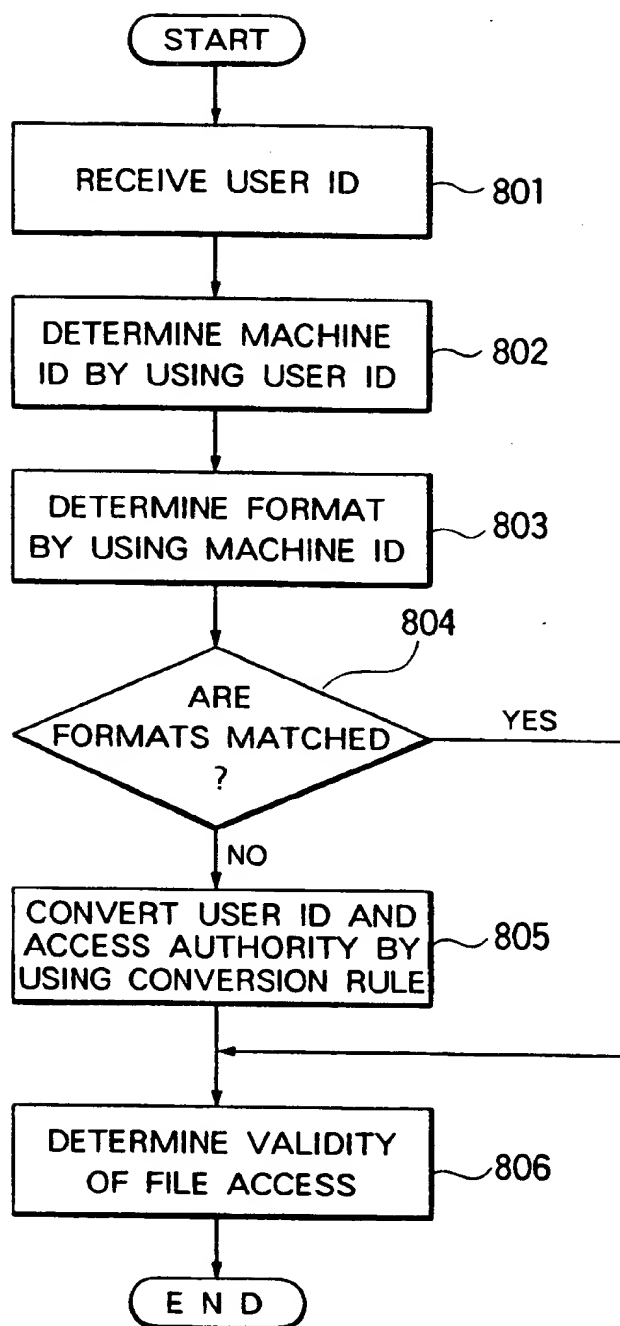 START
RECEIVE USER ID
801
DETERMINE MACHINE
ID BY USING USER ID
802
DETERMINE FORMAT
BY USING MACHINE ID
803
804
ARE
FORMATS MATCHED
?
YES
NO
CONVERT USER ID AND
ACCESS AUTHORITY BY
USING CONVERSION RULE
805
DETERMINE VALIDITY
OF FILE ACCESS
806
END